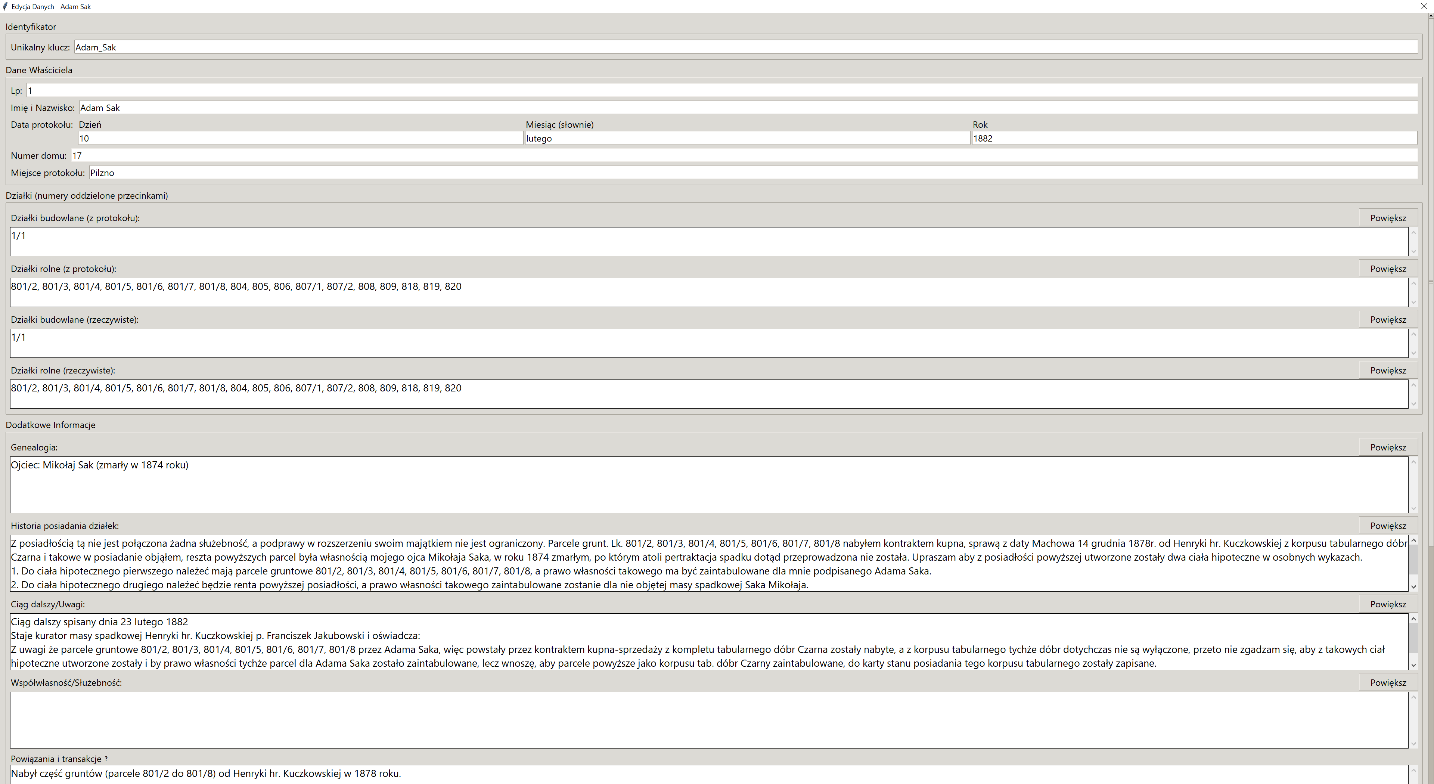 Edycja Danych - Adam Sak
Identyfikator
Unikalny klucz: Adam_Sak
Dane Właściciela
Lp: 1
Imię i Nazwisko: Adam Sak
Data protokołu: Dzień Miesiąc (słownie) Rok
10 lutego 1882
Numer domu: 17
Miejsce protokołu: Pilzno
Działki (numery oddzielone przecinkami)
Działki budowlane (z protokołu): Powiększ
1/1
Działki rolne (z protokołu): Powiększ
801/2, 801/3, 801/4, 801/5, 801/6, 801/7, 801/8, 804, 805, 806, 807/1, 807/2, 808, 809, 818, 819, 820
Działki budowlane (rzeczywiste): Powiększ
1/1
Działki rolne (rzeczywiste): Powiększ
801/2, 801/3, 801/4, 801/5, 801/6, 801/7, 801/8, 804, 805, 806, 807/1, 807/2, 808, 809, 818, 819, 820
Dodatkowe Informacje
Genealogia: Powiększ
Ojciec: Mikołaj Sak (zmarły w 1874 roku)
Historia posiadania działek: Powiększ
Z posiadłością tą nie jest połączona żadna służebność, a podprawy w rozszerzeniu swoim majątkiem nie jest ograniczony. Parcele grunt. Lk. 801/2, 801/3, 801/4, 801/5, 801/6, 801/7, 801/8 nabyłem kontraktem kupna, sprawą z daty Machowa 14 grudnia 1878r. od Henryki hr. Kuczkowskiej z korpusu tabularnego dóbr
Czarna i takowe w posiadanie objąłem, reszta powyższych parcel była własnością mojego ojca Mikołaja Saka, w roku 1874 zmarłym, po którym atoli pertraktacja spadku dotąd przeprowadzona nie została. Upraszam aby z posiadłości powyższej utworzone zostały dwa ciała hipoteczne w osobnych wykazach.
1. Do ciała hipotecznego pierwszego należeć mają parcele gruntowe 801/2, 801/3, 801/4, 801/5, 801/6, 801/7, 801/8, a prawo własności takowego ma być zaintabulowane dla mnie podpisanego Adama Saka.
2. Do ciała hipotecznego drugiego należeć będzie renta powyższej posiadłości, a prawo własności takowego zaintabulowane zostanie dla nie objętej masy spadkowej Saka Mikołaja.
Ciąg dalszy/Uwagi: Powiększ
Ciąg dalszy spisany dnia 23 lutego 1882
Staje kurator masy spadkowej Henryki hr. Kuczkowskiej p. Franciszek Jakubowski i oświadcza:
Z uwagi że parcele gruntowe 801/2, 801/3, 801/4, 801/5, 801/6, 801/7, 801/8 przez Adama Saka, więc powstały przez kontraktem kupna-sprzedaży z kompletu tabularnego dóbr Czarna zostały nabyte, a z korpusu tabularnego tychże dóbr dotychczas nie są wyłączone, przeto nie zgadzam się, aby z takowych ciał
hipoteczne utworzone zostały i by prawo własności tychże parcel dla Adama Saka zostało zaintabulowane, lecz wnoszę, aby parcele powyższe jako korpusu tab. dóbr Czarny zaintabulowane, do karty stanu posiadania tego korpusu tabularnego zostały zapisane.
Współwłasność/Służebność: Powiększ
Powiązania i transakcje ?
Nabył część gruntów (parcele 801/2 do 801/8) od Henryki hr. Kuczkowskiej w 1878 roku.